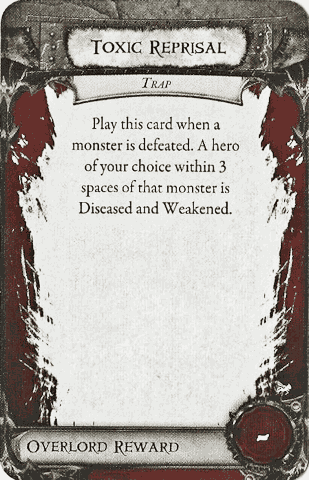 Toxic Reprisal
Trap
Play this card when a
monster is defeated. A hero
of your choice within 3
spaces of that monster is
Diseased and Weakened.
Overlord Reward
-